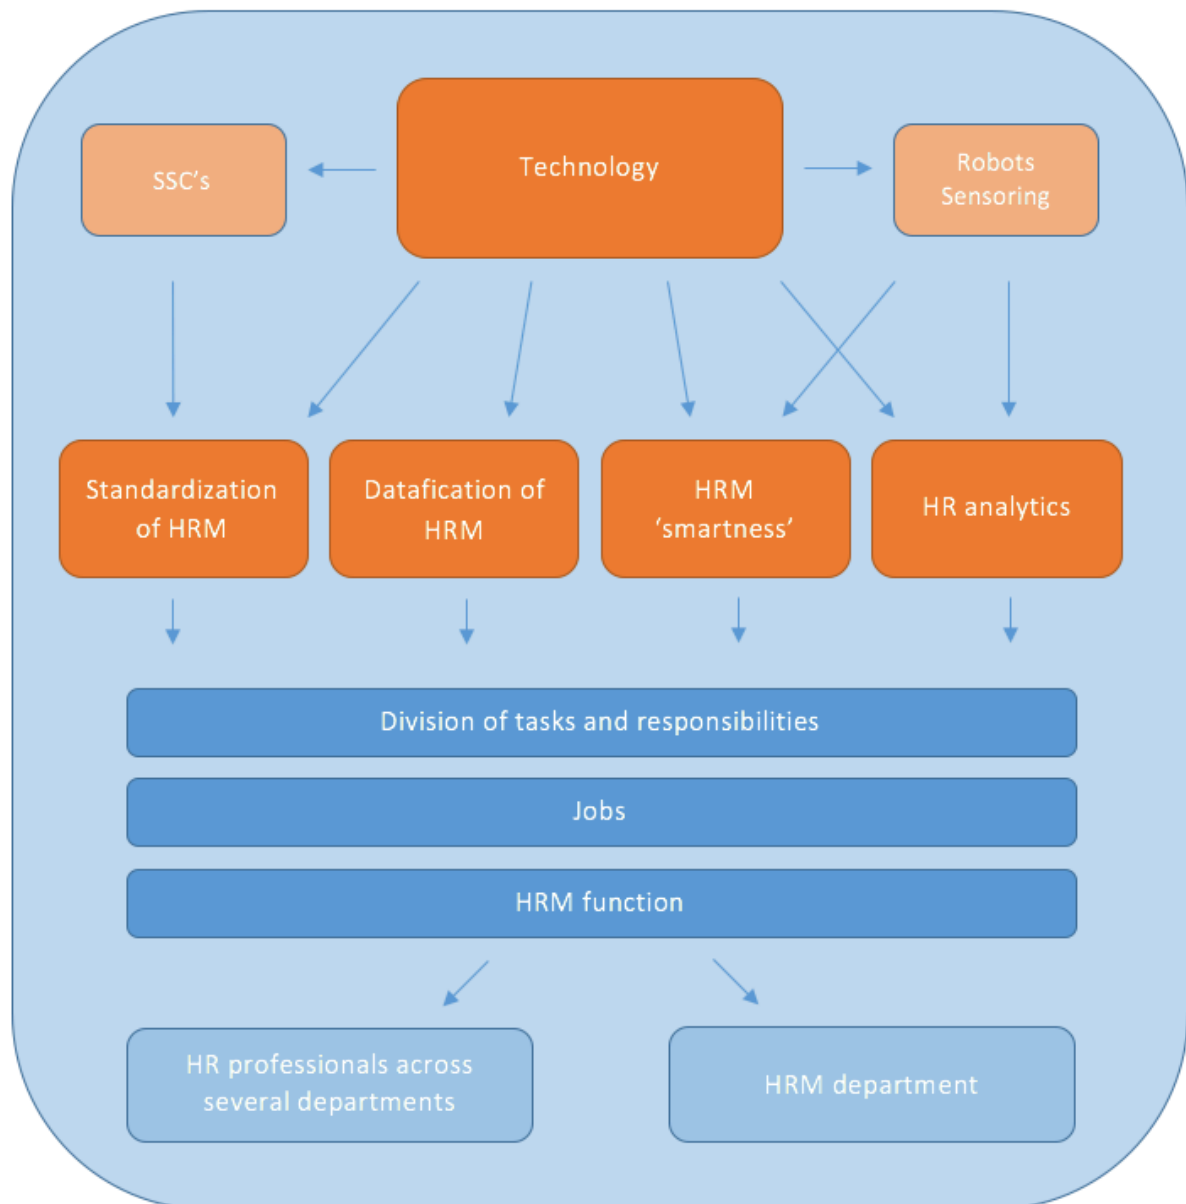 Technology
SSC's
Robots
Sensoring
Standardization
of HRM
Datafication of
HRM
HRM
‘smartness’
HR analytics
Division of tasks and responsibilities
Jobs
HRM function
HR professionals across
several departments
HRM department